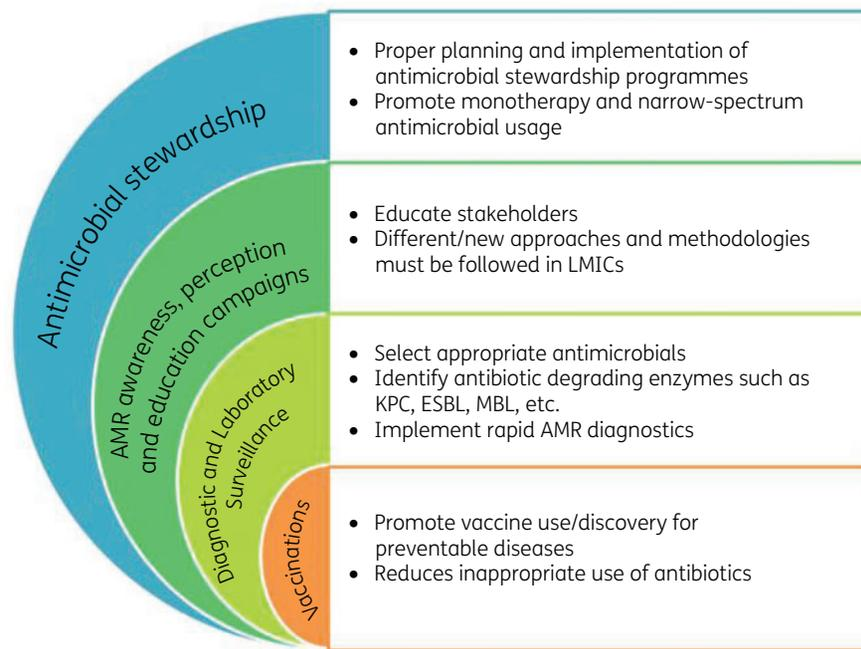 Antimicrobial stewardship
• Proper planning and implementation of
antimicrobial stewardship programmes
• Promote monotherapy and narrow-spectrum
antimicrobial usage
AMR awareness, perception
and education campaigns
• Educate stakeholders
• Different/new approaches and methodologies
must be followed in LMICs
Diagnostic and Laboratory
Surveillance
• Select appropriate antimicrobials
• Identify antibiotic degrading enzymes such as
KPC, ESBL, MBL, etc.
• Implement rapid AMR diagnostics
Vaccinations
• Promote vaccine use/discovery for
preventable diseases
• Reduces inappropriate use of antibiotics